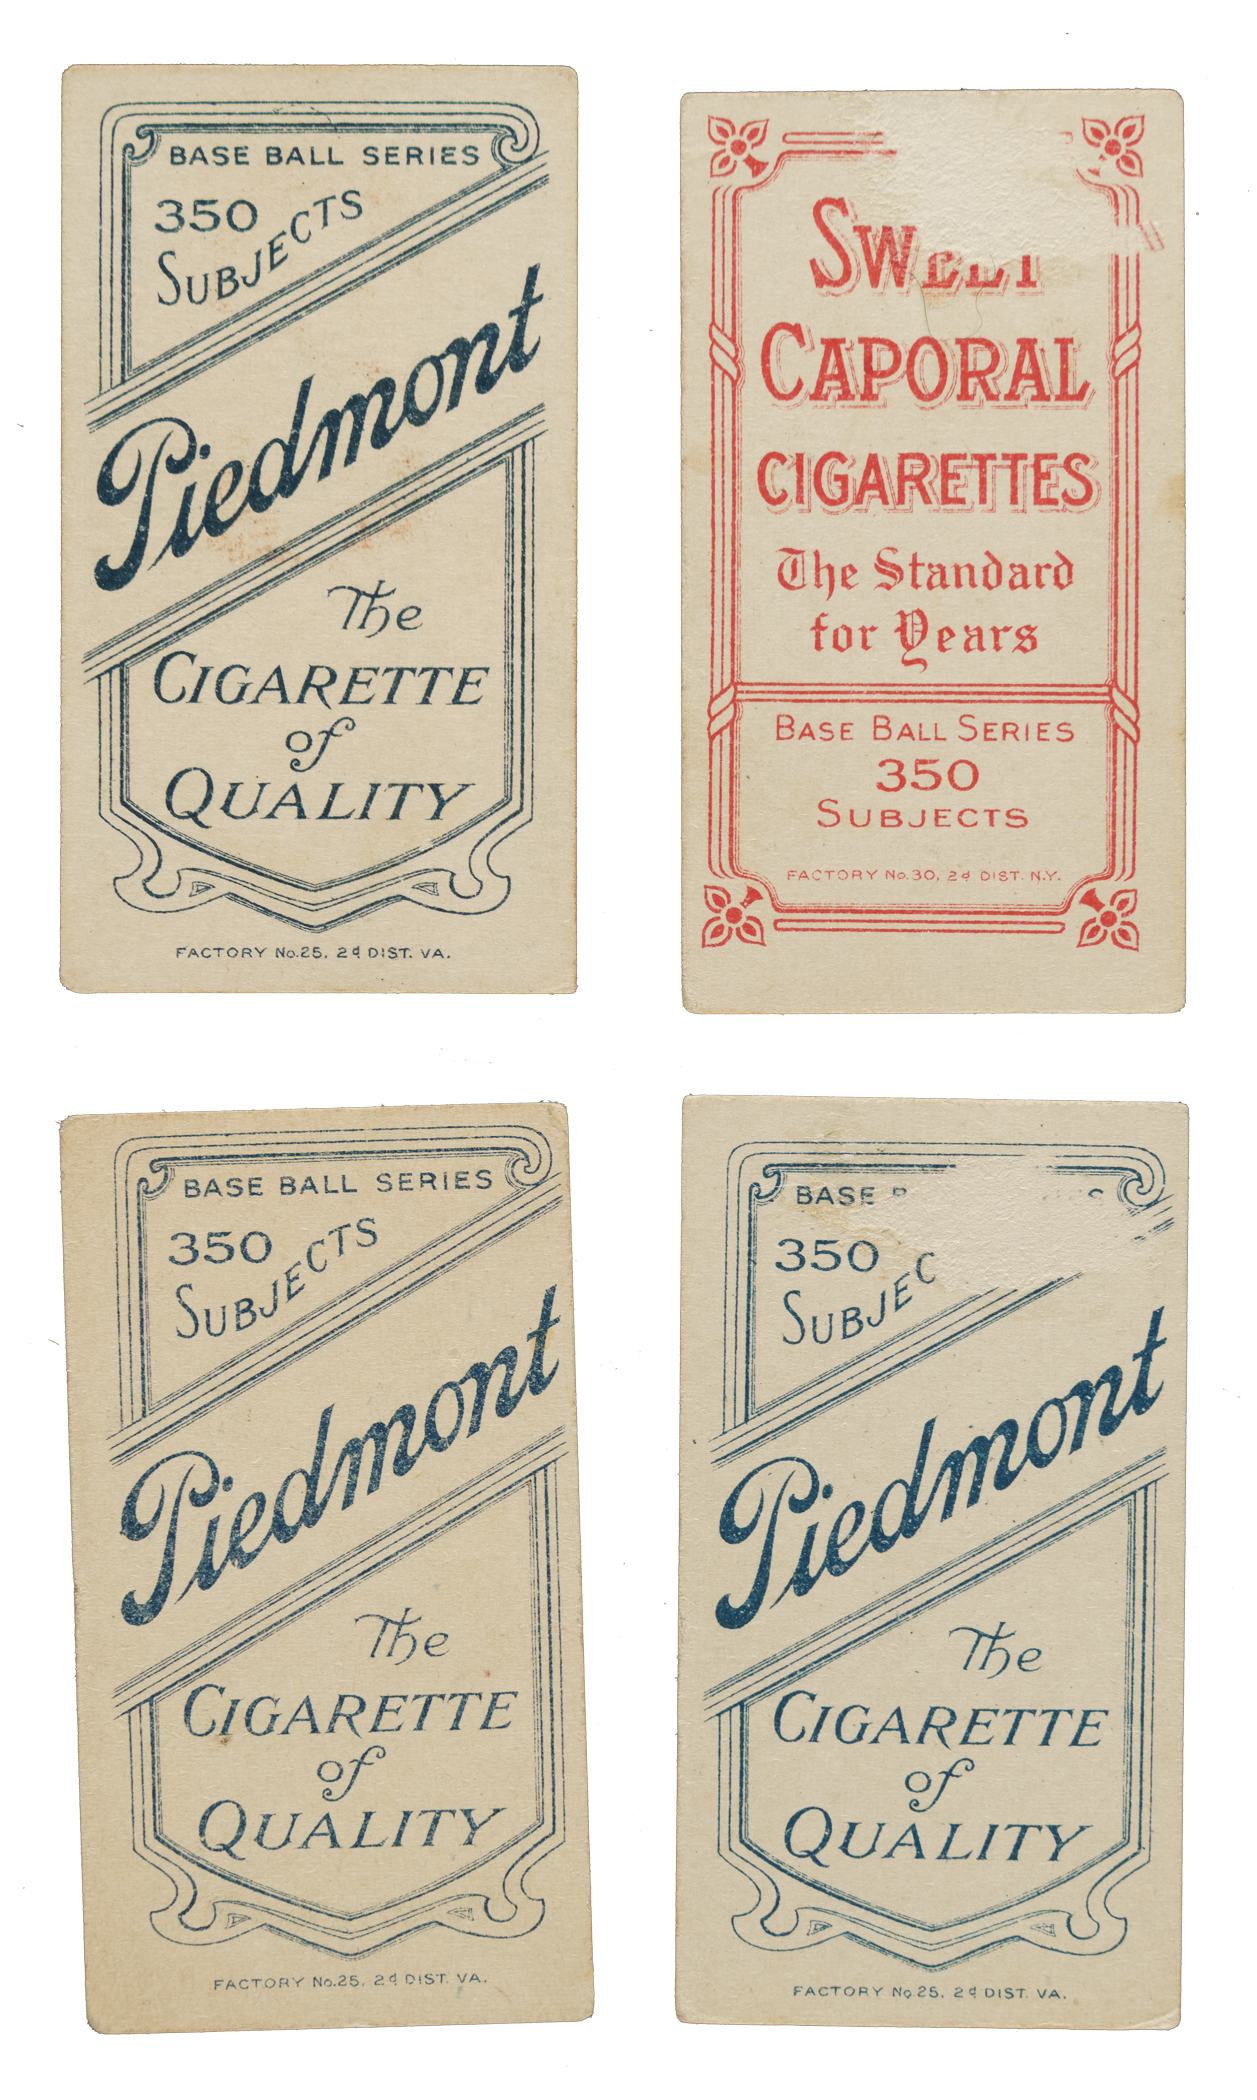 BASE BALL SERIES
350
SUBJECTS
Piedmont
The
CIGARETTE
of
QUALITY
FACTORY No.25, 2d DIST. VA.
SWEET
CAPORAL
CIGARETTES
The Standard
for Years
BASE BALL SERIES
350
SUBJECTS
FACTORY No.30, 2d DIST. N.Y.
BASE BALL SERIES
350
SUBJECTS
Piedmont
The
CIGARETTE
of
QUALITY
FACTORY No.25, 2d DIST. VA.
BASE
350
SUBJEC
Piedmont
The
CIGARETTE
of
QUALITY
FACTORY No.25, 2d DIST. VA.